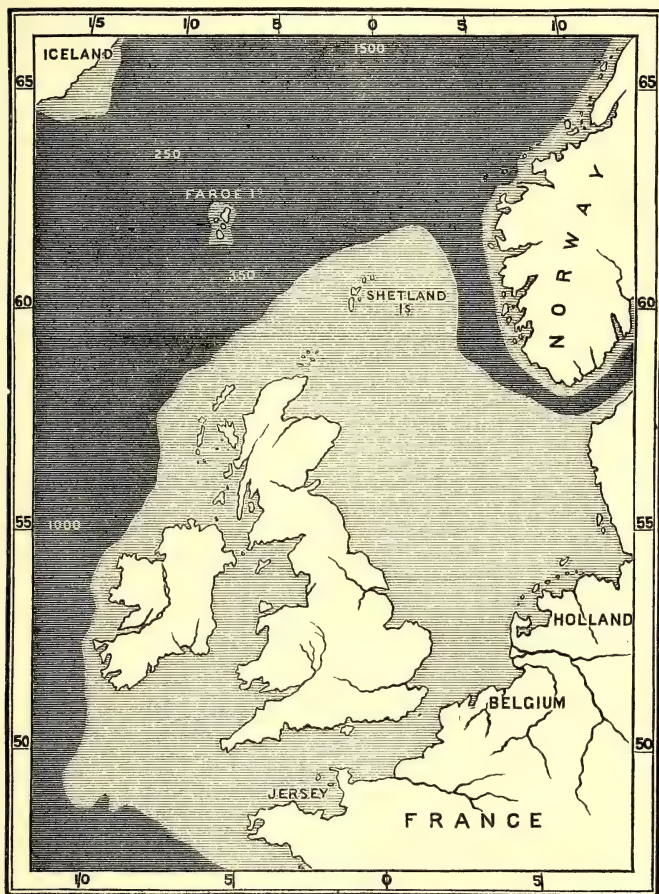 15 10 5 0 5 10
1500
ICELAND
65 65
250
FAROE Iˢ
NORWAY
350
60 60
SHETLAND
IS
1000
55 55
HOLLAND
BELGIUM
50 50
JERSEY
FRANCE
10 5 0 5